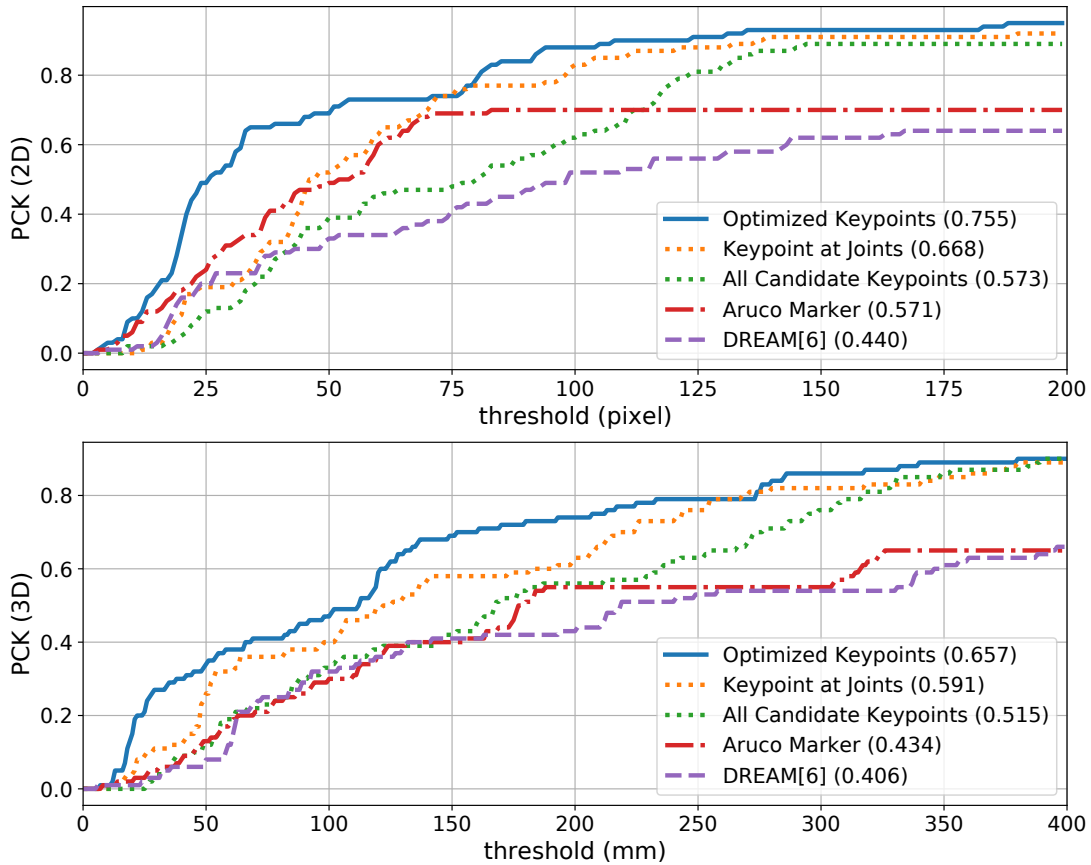 PCK (2D)
0.8
0.6
0.4
0.2
0.0
Optimized Keypoints (0.755)
Keypoint at Joints (0.668)
All Candidate Keypoints (0.573)
Aruco Marker (0.571)
DREAM[6] (0.440)
0 25 50 75 100 125 150 175 200
threshold (pixel)
PCK (3D)
0.8
0.6
0.4
0.2
0.0
Optimized Keypoints (0.657)
Keypoint at Joints (0.591)
All Candidate Keypoints (0.515)
Aruco Marker (0.434)
DREAM[6] (0.406)
0 50 100 150 200 250 300 350 400
threshold (mm)